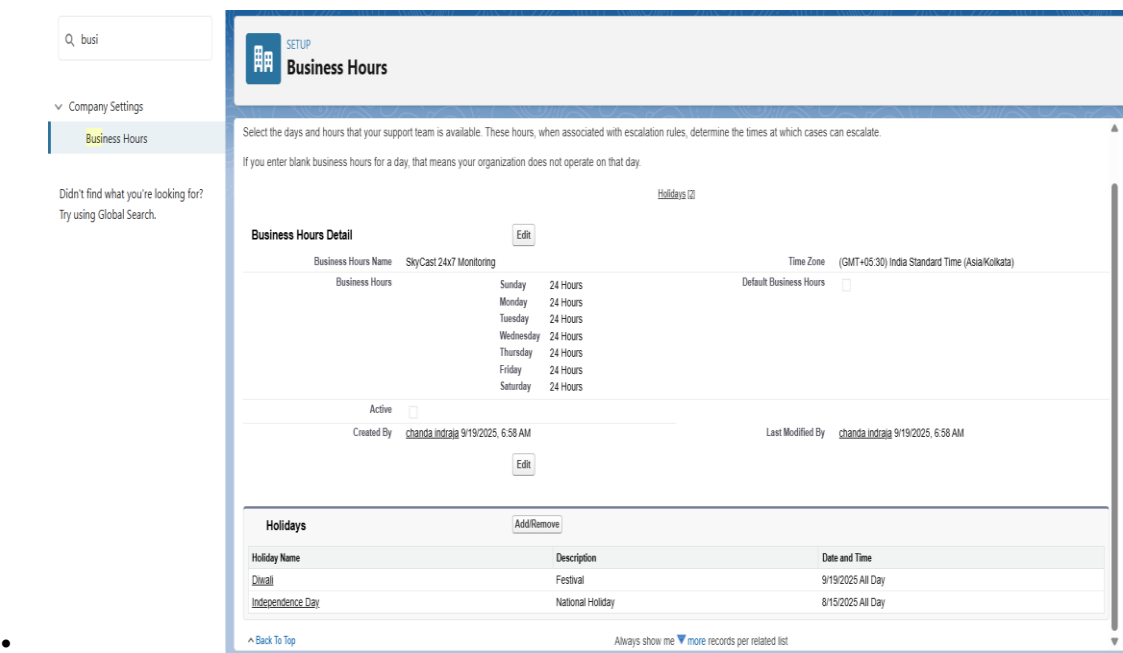 busi
Company Settings
Business Hours
Didn't find what you're looking for?
Try using Global Search.
SETUP
Business Hours
Select the days and hours that your support team is available. These hours, when associated with escalation rules, determine the times at which cases can escalate.
If you enter blank business hours for a day, that means your organization does not operate on that day.
Holidays [2]
Business Hours Detail Edit
Business Hours Name SkyCast 24x7 Monitoring Time Zone (GMT+05:30) India Standard Time (Asia/Kolkata)
Business Hours Sunday 24 Hours Default Business Hours
Monday 24 Hours
Tuesday 24 Hours
Wednesday 24 Hours
Thursday 24 Hours
Friday 24 Hours
Saturday 24 Hours
Active
Created By chanda indraja 9/19/2025, 6:58 AM Last Modified By chanda indraja 9/19/2025, 6:58 AM
Edit
Holidays Add/Remove
Holiday Name Description Date and Time
Diwali Festival 9/19/2025 All Day
Independence Day National Holiday 8/15/2025 All Day
^ Back To Top Always show me ▼ more records per related list